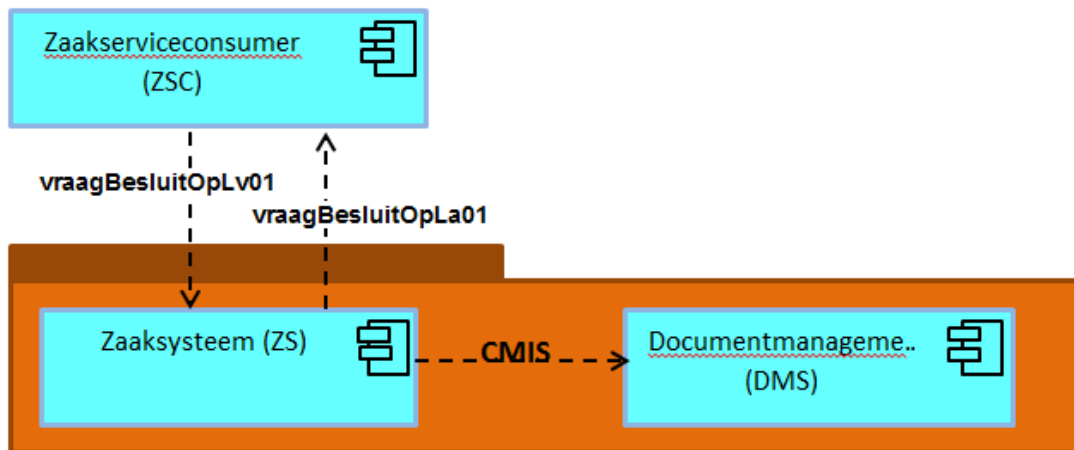 Zaakserviceconsumer
(ZSC)
vraagBesluitOpLv01
vraagBesluitOpLa01
Zaaksysteem (ZS)
CMIS
Documentmanageme..
(DMS)